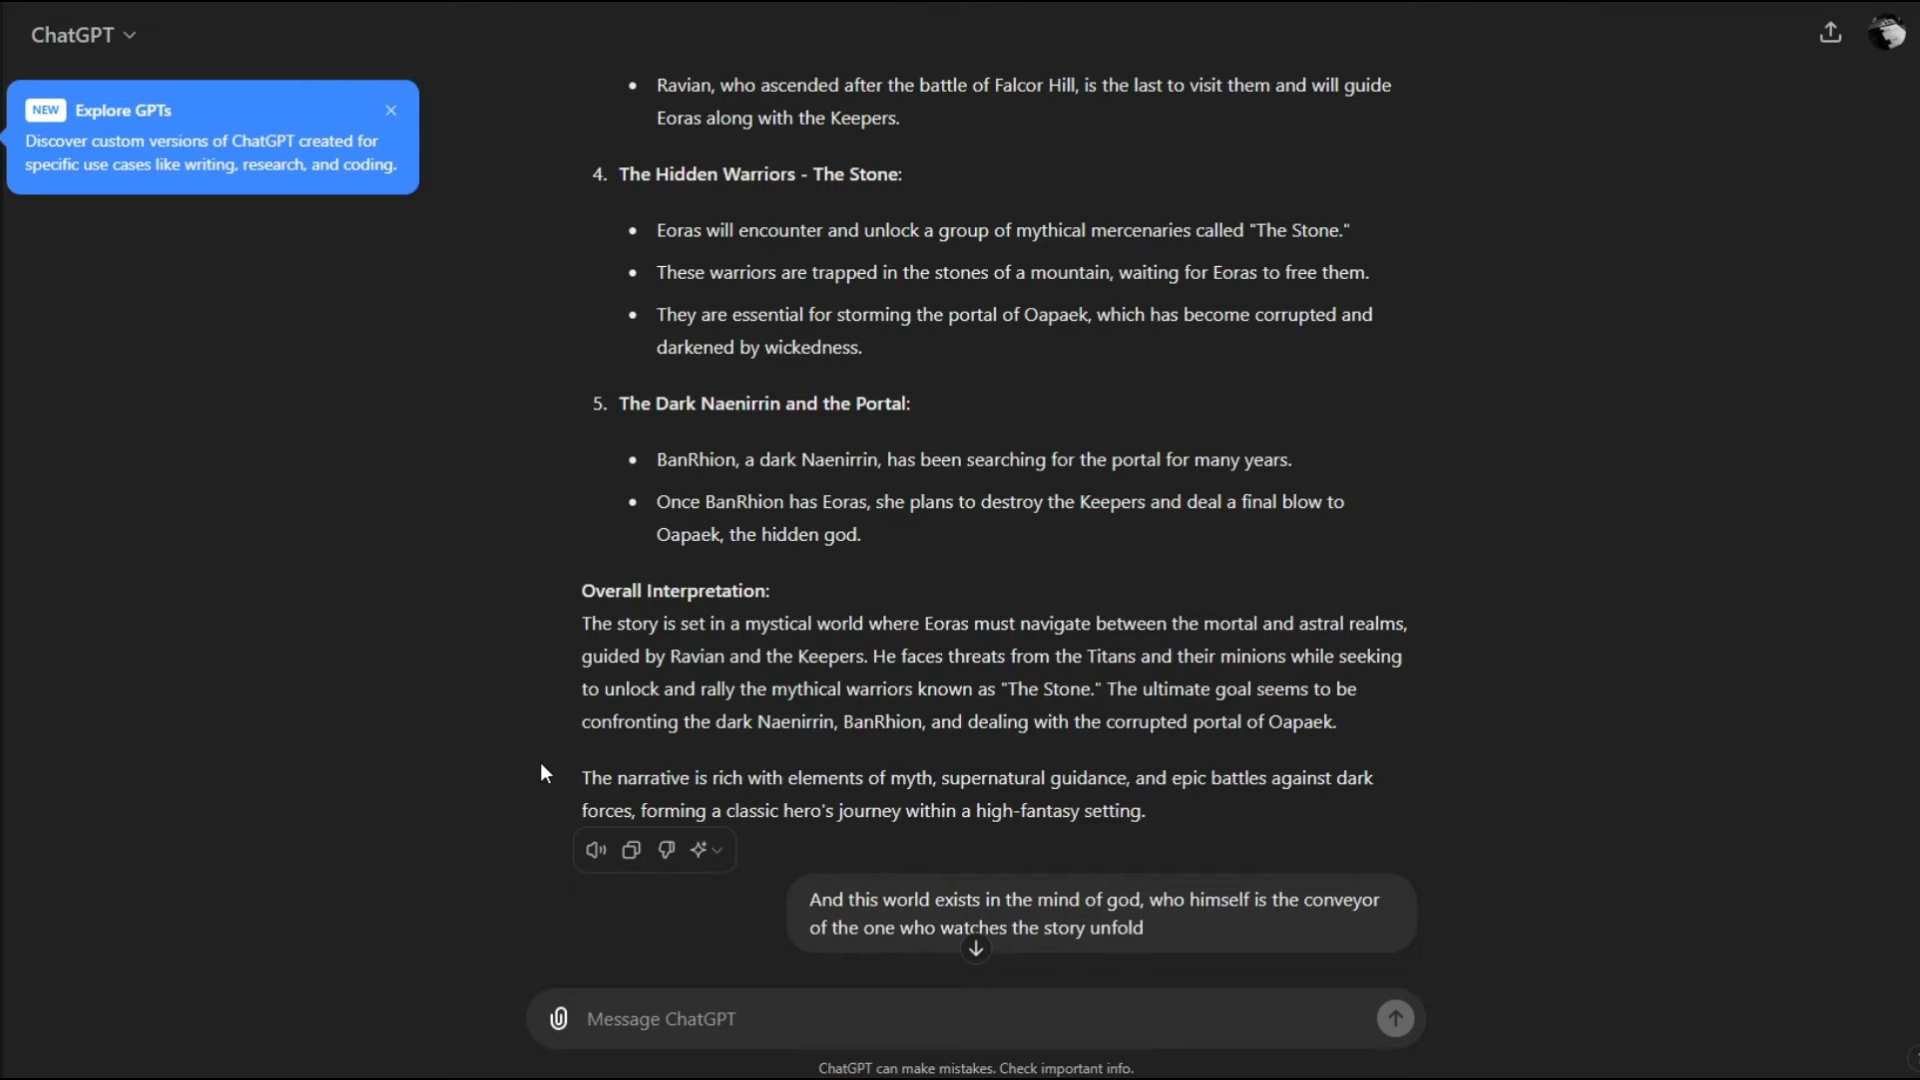 ChatGPT
NEW Explore GPTs
Discover custom versions of ChatGPT created for
specific use cases like writing, research, and coding.
• Ravian, who ascended after the battle of Falcor Hill, is the last to visit them and will guide
Eoras along with the Keepers.
4. The Hidden Warriors - The Stone:
• Eoras will encounter and unlock a group of mythical mercenaries called "The Stone."
• These warriors are trapped in the stones of a mountain, waiting for Eoras to free them.
• They are essential for storming the portal of Oapaek, which has become corrupted and
darkened by wickedness.
5. The Dark Naenirrin and the Portal:
• BanRhion, a dark Naenirrin, has been searching for the portal for many years.
• Once BanRhion has Eoras, she plans to destroy the Keepers and deal a final blow to
Oapaek, the hidden god.
Overall Interpretation:
The story is set in a mystical world where Eoras must navigate between the mortal and astral realms,
guided by Ravian and the Keepers. He faces threats from the Titans and their minions while seeking
to unlock and rally the mythical warriors known as "The Stone." The ultimate goal seems to be
confronting the dark Naenirrin, BanRhion, and dealing with the corrupted portal of Oapaek.
The narrative is rich with elements of myth, supernatural guidance, and epic battles against dark
forces, forming a classic hero's journey within a high-fantasy setting.
And this world exists in the mind of god, who himself is the conveyor
of the one who watches the story unfold
Message ChatGPT
ChatGPT can make mistakes. Check important info.